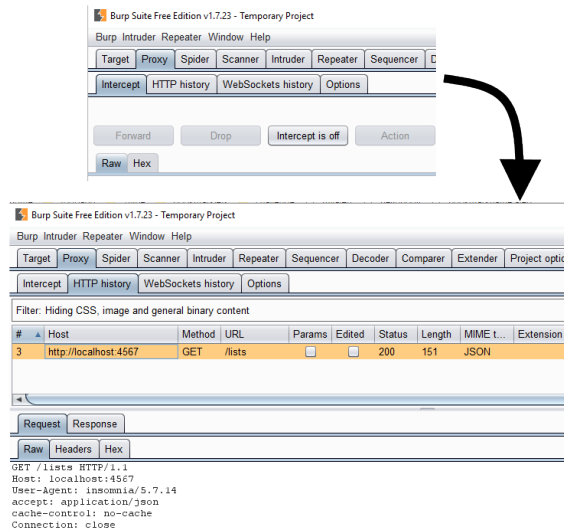 Burp Suite Free Edition v1.7.23 - Temporary Project
Burp Intruder Repeater Window Help
Target Proxy Spider Scanner Intruder Repeater Sequencer
Intercept HTTP history WebSockets history Options
Forward Drop Intercept is off Action
Raw Hex
Burp Suite Free Edition v1.7.23 - Temporary Project
Burp Intruder Repeater Window Help
Target Proxy Spider Scanner Intruder Repeater Sequencer Decoder Comparer Extender Project optio
Intercept HTTP history WebSockets history Options
Filter: Hiding CSS, image and general binary content
# Host Method URL Params Edited Status Length MIME t... Extension
3 http://localhost:4567 GET /lists 200 151 JSON
Request Response
Raw Headers Hex
GET /lists HTTP/1.1
Host: localhost:4567
User-Agent: insomnia/5.7.14
accept: application/json
cache-control: no-cache
Connection: close